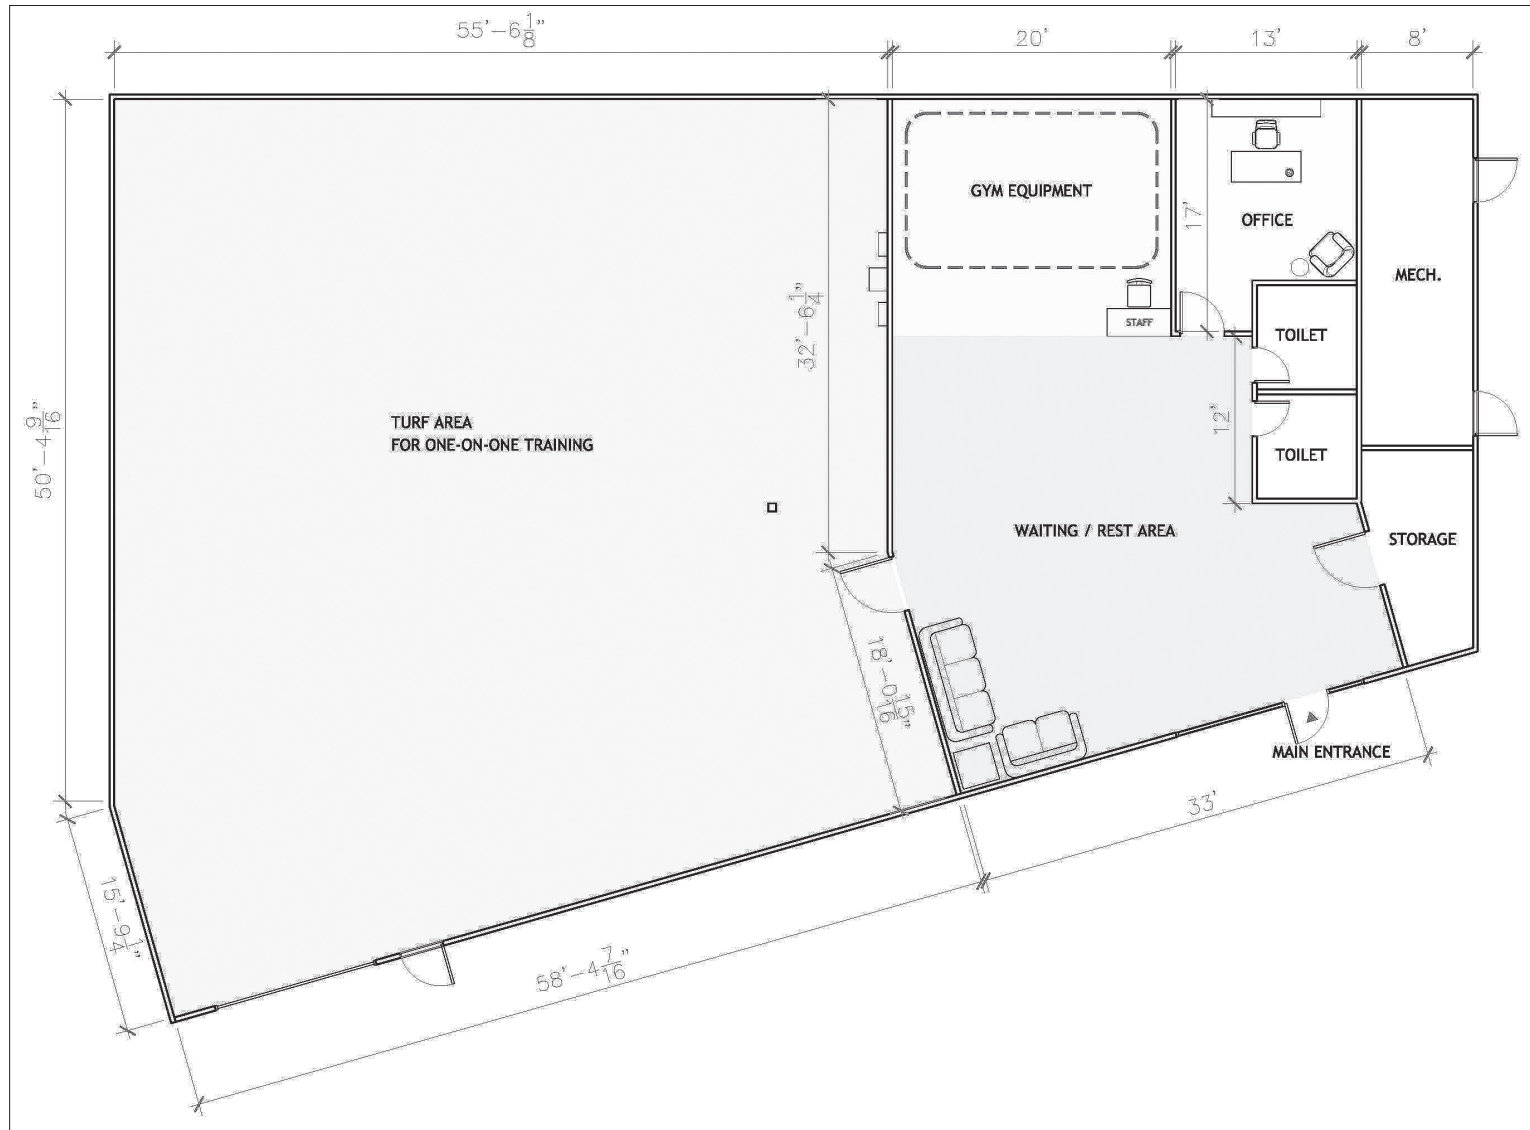 55'-6 1/8"
20'
13'
8'
GYM EQUIPMENT
17'
OFFICE
MECH.
32'-6 1/4"
STAFF
TOILET
50'-4 9/16"
TURF AREA
FOR ONE-ON-ONE TRAINING
12'
TOILET
WAITING / REST AREA
STORAGE
18'-0 15/16"
MAIN ENTRANCE
33'
15'-6 1/4"
58'-4 7/16"